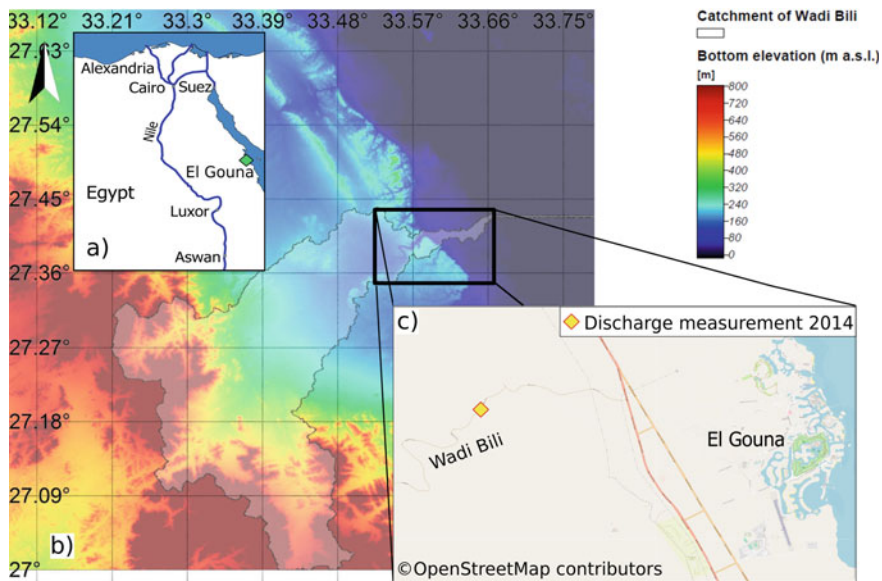 33.12 33.21 33.3 33.39 33.48 33.57 33.66 33.75
27.63°
27.54°
27.45°
27.36°
27.27°
27.18°
27.09°
27°
Alexandria
Cairo Suez
Nile
El Gouna
Egypt
Luxor
a)
Aswan
b)
Catchment of Wadi Bili
Bottom elevation (m a.s.l.)
[m]
800
720
640
560
480
400
320
240
160
80
0
c)
Discharge measurement 2014
El Gouna
Wadi Bili
©OpenStreetMap contributors